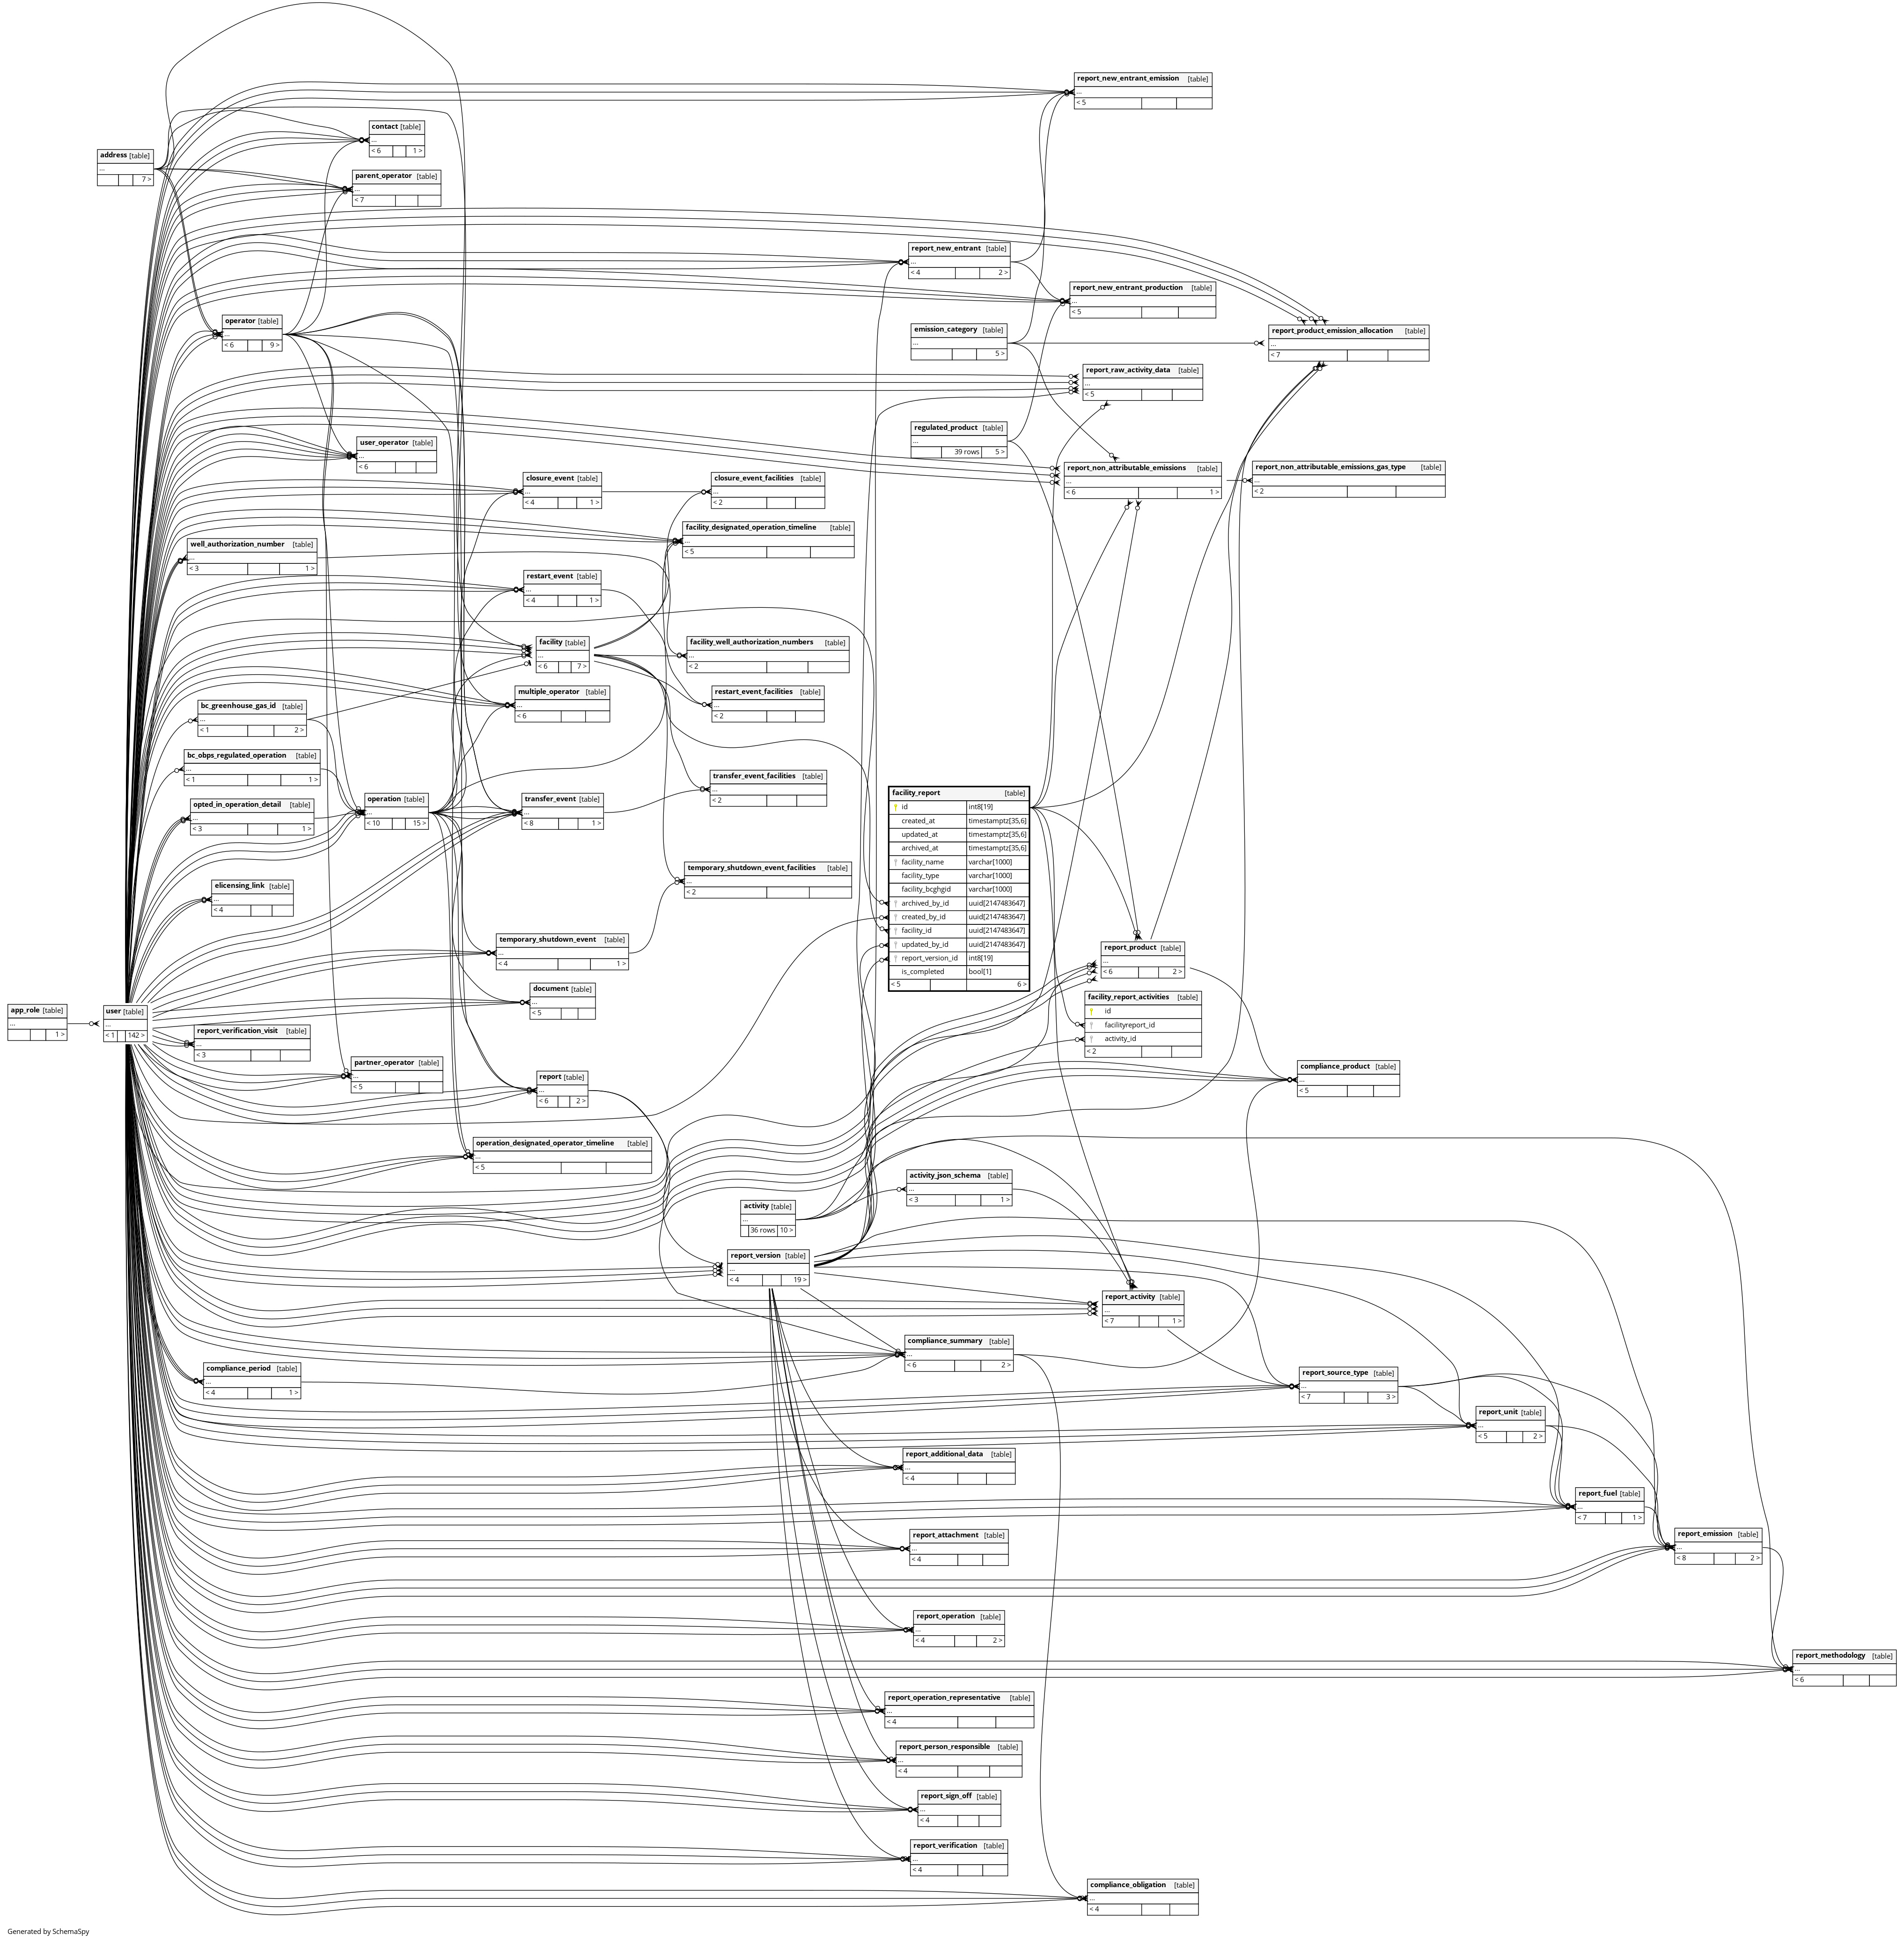 report_new_entrant_emission [table]
...
< 5
contact [table]
...
< 6 1 >
address [table]
...
7 >
parent_operator [table]
...
< 7
report_new_entrant [table]
...
< 4 2 >
report_new_entrant_production [table]
...
< 5
operator [table]
...
< 6 9 >
emission_category [table]
...
5 >
report_product_emission_allocation [table]
...
< 7
report_raw_activity_data [table]
...
< 5
regulated_product [table]
...
39 rows 5 >
user_operator [table]
...
< 6
report_non_attributable_emissions [table]
...
< 6 1 >
report_non_attributable_emissions_gas_type [table]
...
< 2
closure_event [table]
...
< 4 1 >
closure_event_facilities [table]
...
< 2
facility_designated_operation_timeline [table]
...
< 5
well_authorization_number [table]
...
< 3 1 >
restart_event [table]
...
< 4 1 >
facility [table]
...
< 6 7 >
facility_well_authorization_numbers [table]
...
< 2
multiple_operator [table]
...
< 6
restart_event_facilities [table]
...
< 2
bc_greenhouse_gas_id [table]
...
< 1 2 >
bc_obps_regulated_operation [table]
...
< 1 1 >
transfer_event_facilities [table]
...
< 2
opted_in_operation_detail [table]
...
< 3 1 >
operation [table]
...
< 10 15 >
transfer_event [table]
...
< 8 1 >
facility_report [table]
id int8[19]
created_at timestamptz[35,6]
updated_at timestamptz[35,6]
archived_at timestamptz[35,6]
facility_name varchar[1000]
facility_type varchar[1000]
facility_bcghgid varchar[1000]
archived_by_id uuid[2147483647]
created_by_id uuid[2147483647]
facility_id uuid[2147483647]
updated_by_id uuid[2147483647]
report_version_id int8[19]
is_completed bool[1]
< 5 6 >
temporary_shutdown_event_facilities [table]
...
< 2
elicensing_link [table]
...
< 4
temporary_shutdown_event [table]
...
< 4 1 >
report_product [table]
...
< 6 2 >
document [table]
...
< 5
facility_report_activities [table]
id
facilityreport_id
activity_id
< 2
app_role [table]
...
1 >
user [table]
...
< 1 142 >
report_verification_visit [table]
...
< 3
partner_operator [table]
...
< 5
report [table]
...
< 6 2 >
compliance_product [table]
...
< 5
operation_designated_operator_timeline [table]
...
< 5
activity_json_schema [table]
...
< 3 1 >
activity [table]
...
36 rows 10 >
report_version [table]
...
< 4 19 >
report_activity [table]
...
< 7 1 >
compliance_summary [table]
...
< 6 2 >
compliance_period [table]
...
< 4 1 >
report_source_type [table]
...
< 7 3 >
report_unit [table]
...
< 5 2 >
report_additional_data [table]
...
< 4
report_fuel [table]
...
< 7 1 >
report_attachment [table]
...
< 4
report_emission [table]
...
< 8 2 >
report_operation [table]
...
< 4 2 >
report_methodology [table]
...
< 6
report_operation_representative [table]
...
< 4
report_person_responsible [table]
...
< 4
report_sign_off [table]
...
< 4
report_verification [table]
...
< 4
compliance_obligation [table]
...
< 4
Generated by SchemaSpy